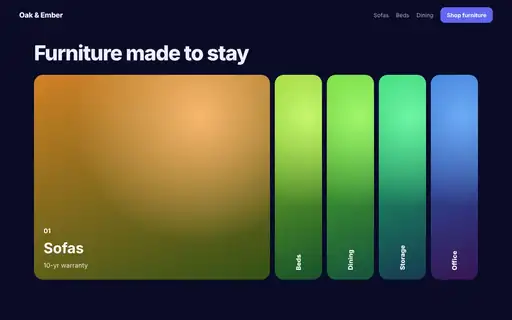 Oak & Ember
Sofas Beds Dining Shop furniture
Furniture made to stay
01
Sofas
10-yr warranty
Beds
Dining
Storage
Office